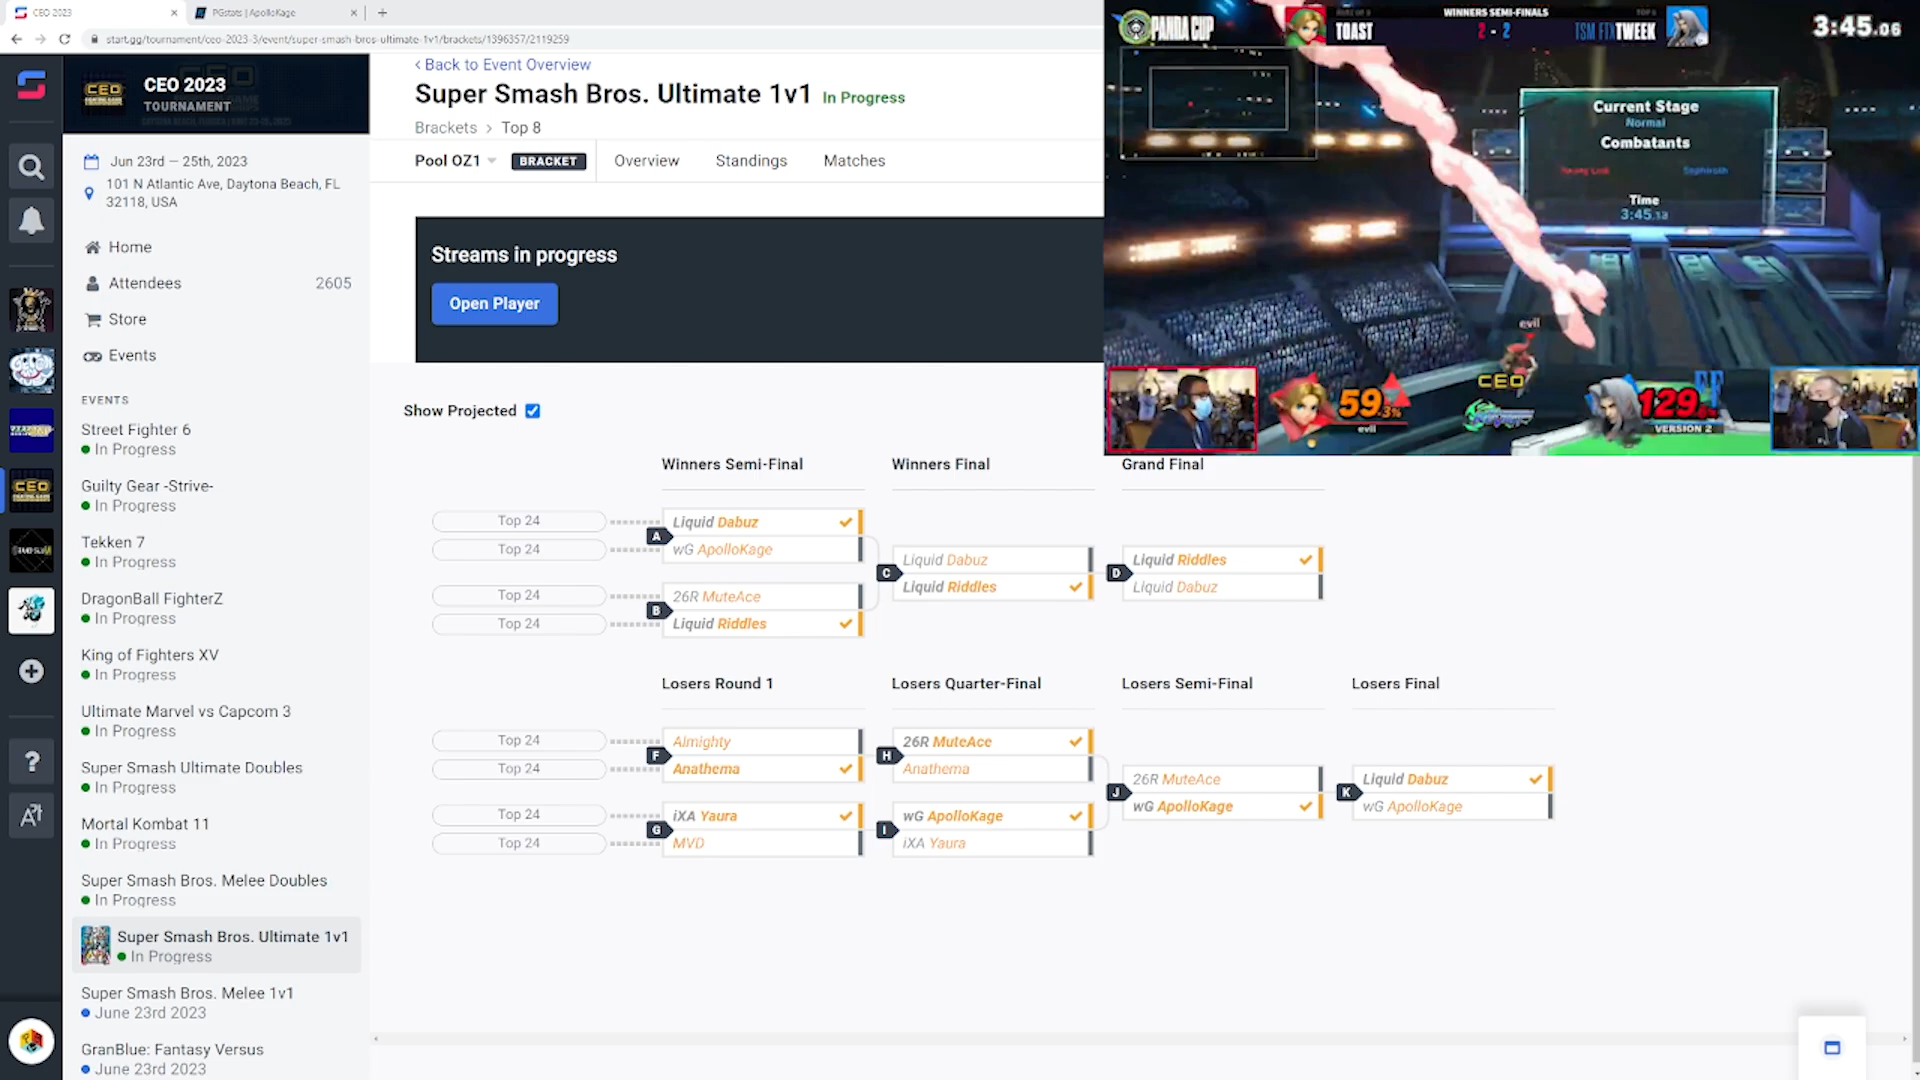 CEO 2023
PGstats | ApolloKage
start.gg/tournament/ceo-2023-3/event/super-smash-bros-ultimate-1v1/brackets/1396357/2119259
CEO
CEO 2023
TOURNAMENT
Jun 23rd — 25th, 2023
101 N Atlantic Ave, Daytona Beach, FL
32118, USA
Home
Attendees 2605
Store
Events
EVENTS
Street Fighter 6
In Progress
Guilty Gear -Strive-
In Progress
Tekken 7
In Progress
DragonBall FighterZ
In Progress
King of Fighters XV
In Progress
Ultimate Marvel vs Capcom 3
In Progress
Super Smash Ultimate Doubles
In Progress
Mortal Kombat 11
In Progress
Super Smash Bros. Melee Doubles
In Progress
Super Smash Bros. Ultimate 1v1
In Progress
Super Smash Bros. Melee 1v1
June 23rd 2023
GranBlue: Fantasy Versus
June 23rd 2023
CEO
?
‹ Back to Event Overview
Super Smash Bros. Ultimate 1v1 In Progress
Brackets › Top 8
Pool OZ1 BRACKET Overview Standings Matches
Streams in progress
Open Player
Show Projected
Winners Semi-Final Winners Final Grand Final
Top 24
Top 24
A
Liquid Dabuz
wG ApolloKage
Top 24
Top 24
B
26R MuteAce
Liquid Riddles
C
Liquid Dabuz
Liquid Riddles
D
Liquid Riddles
Liquid Dabuz
Losers Round 1 Losers Quarter-Final Losers Semi-Final Losers Final
Top 24
Top 24
F
Almighty
Anathema
Top 24
Top 24
G
iXA Yaura
MVD
H
26R MuteAce
Anathema
I
wG ApolloKage
iXA Yaura
J
26R MuteAce
wG ApolloKage
K
Liquid Dabuz
wG ApolloKage
PANDA CUP
WINNERS SEMI-FINALS
TOAST 2 - 2 TSM FTX TWEEK
3:45.06
Current Stage
Normal
Combatants
Young Link Sephiroth
Time
3:45.13
evil
CEO
59.3%
evil
129
VERSION 2